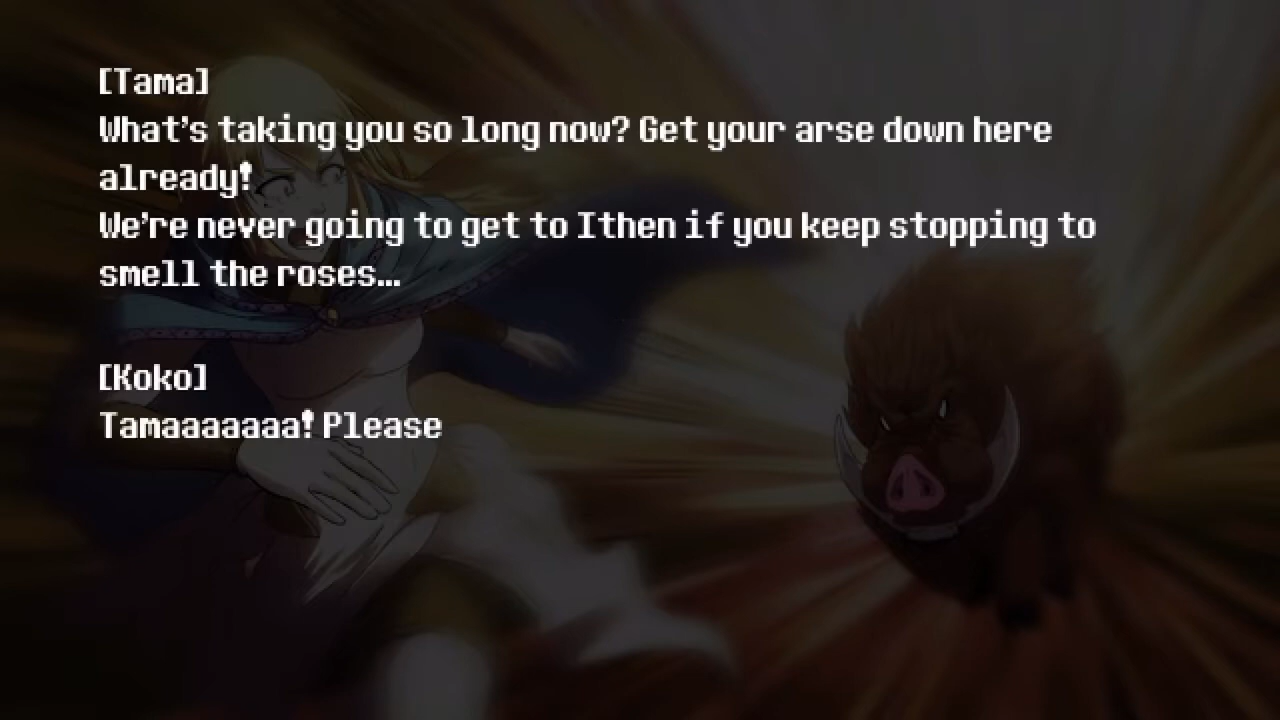 [Tama]
What's taking you so long now? Get your arse down here
already!
We're never going to get to Ithen if you keep stopping to
smell the roses...
[Koko]
Tamaaaaaaa! Please